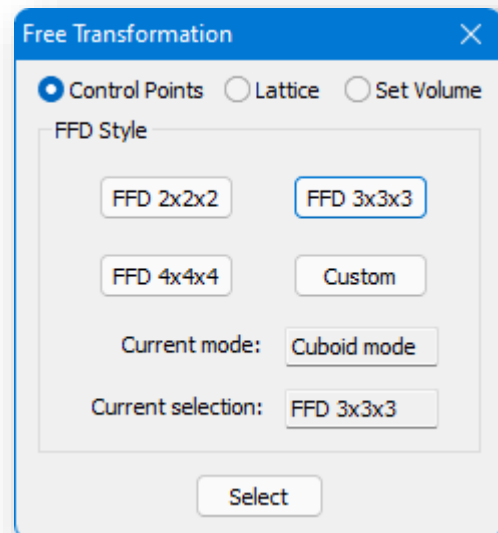 Free Transformation
Control Points Lattice Set Volume
FFD Style
FFD 2x2x2 FFD 3x3x3
FFD 4x4x4 Custom
Current mode: Cuboid mode
Current selection: FFD 3x3x3
Select